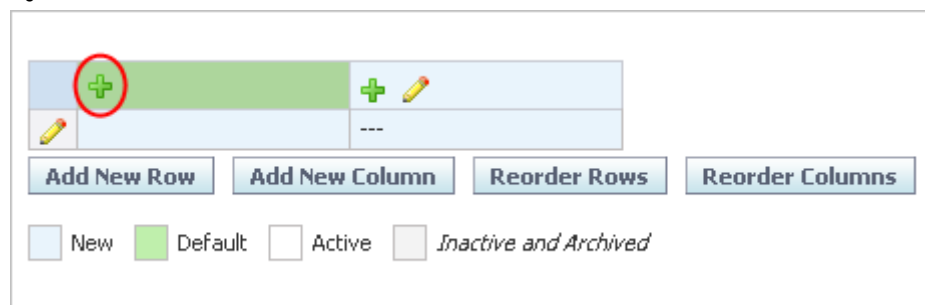 ---
Add New Row Add New Column Reorder Rows Reorder Columns
New Default Active Inactive and Archived